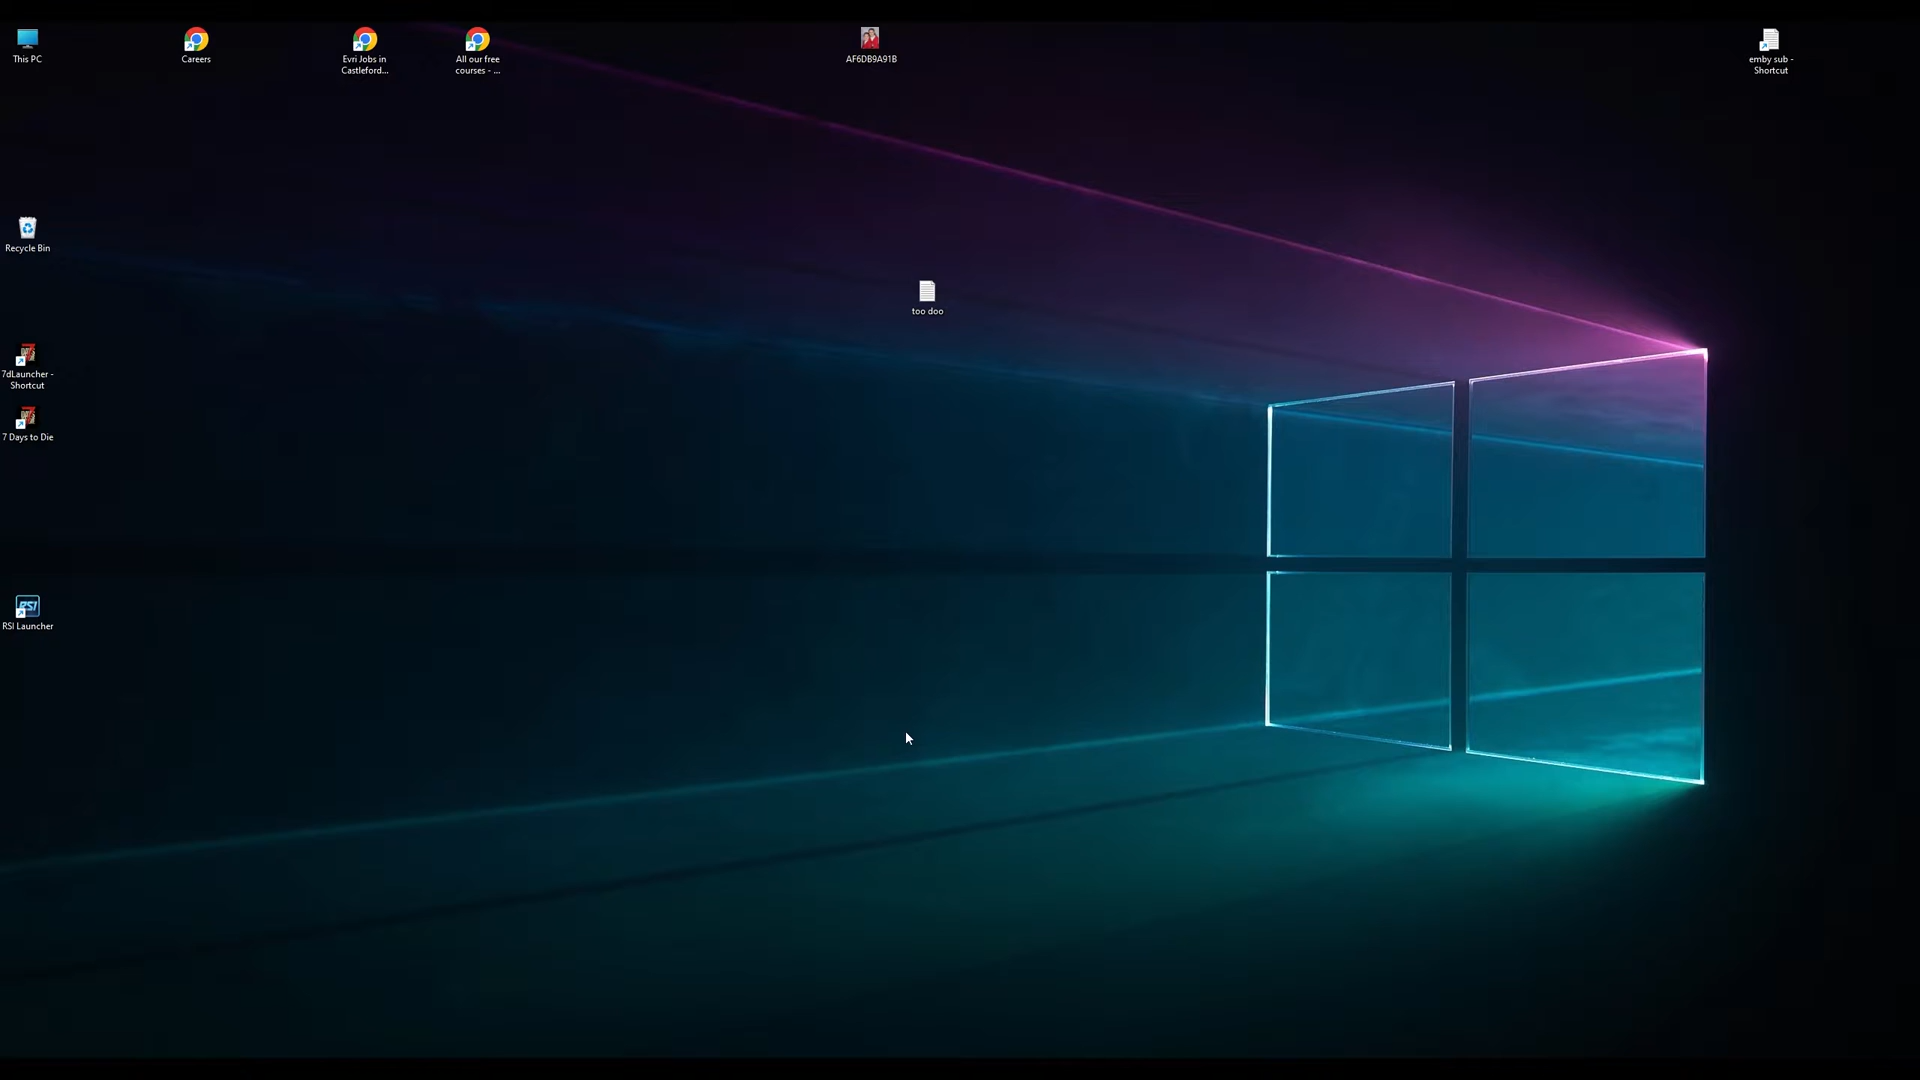 This PC
Careers
Evri Jobs in
Castleford...
All our free
courses - ...
AF6DB9A91B
emby sub -
Shortcut
Recycle Bin
too doo
7dLauncher -
Shortcut
7 Days to Die
RSI
RSI Launcher